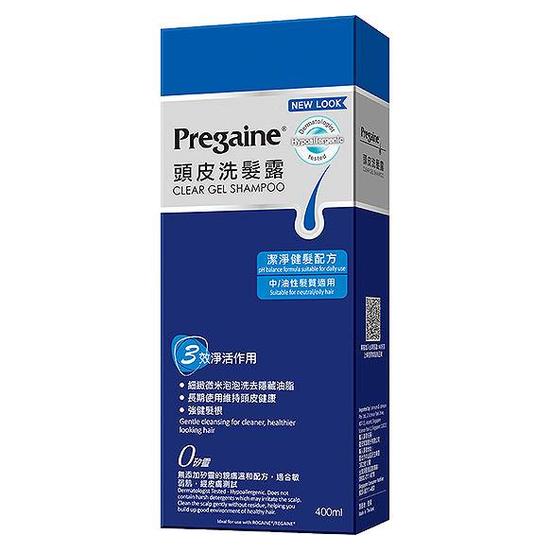 NEW LOOK
Pregaine®
Dermatologist
Hypoallergenic
Tested
頭皮洗髮露
CLEAR GEL SHAMPOO
潔淨健髮配方
pH balance formula suitable for daily use
中/油性髮質適用
Suitable for neutral/oily hair
3效淨活作用
• 細緻微米泡泡洗去隱藏油脂
• 長期使用維持頭皮健康
• 強健髮根
Gentle cleansing for cleaner, healthier
looking hair
0矽靈
無添加矽靈的親膚溫和配方，適合敏
弱肌，經皮膚測試
Dermatologist Tested - Hypoallergenic. Does not
contain harsh detergents which may irritate the scalp.
Clean the scalp gently without residue, helping you
build up good environment of healthy hair.
400ml
Ideal for use with ROGAINE®/REGAINE®
Pregaine®
頭皮洗髮露
CLEAR GEL SHAMPOO